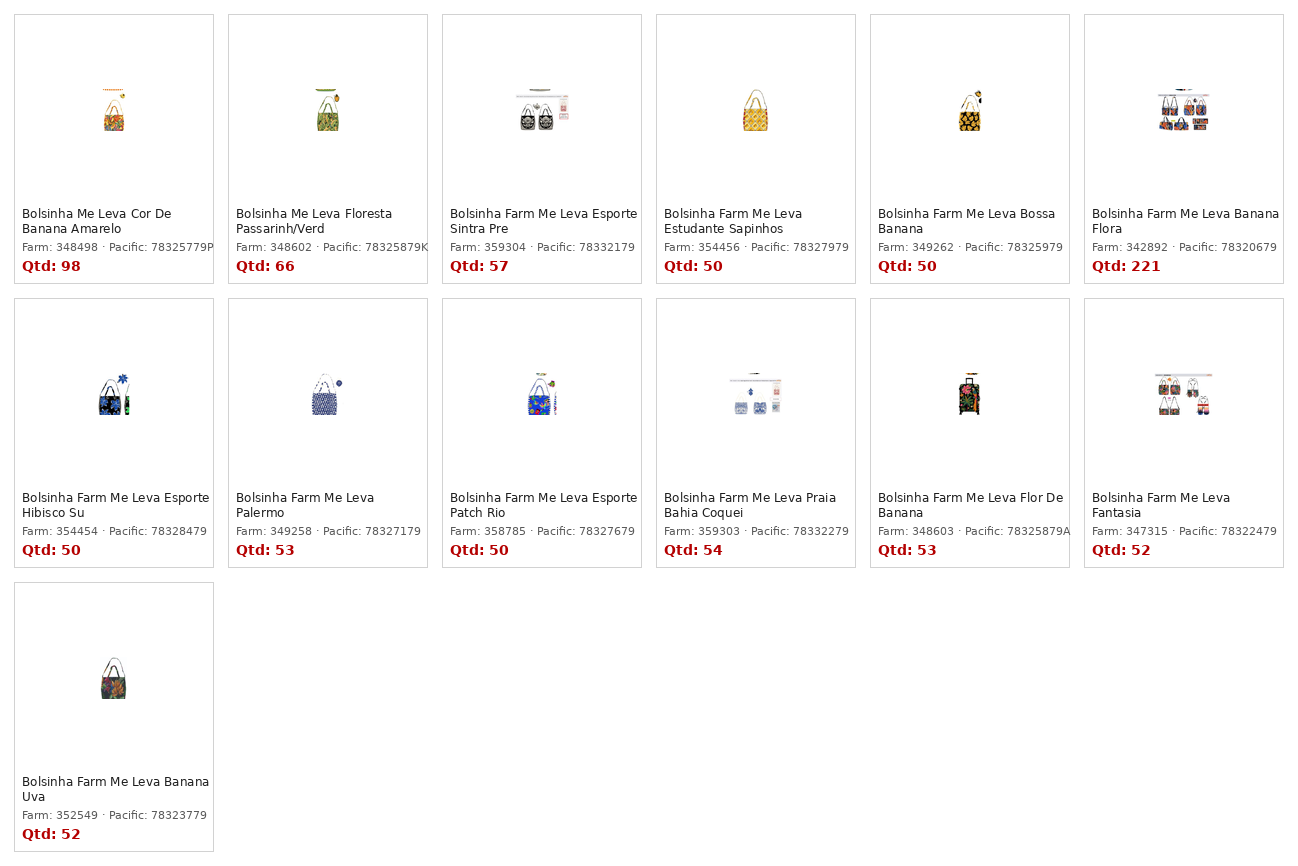 Bolsinha Me Leva Cor De
Banana Amarelo
Farm: 348498 · Pacific: 78325779P
Qtd: 98
Bolsinha Me Leva Floresta
Passarinh/Verd
Farm: 348602 · Pacific: 78325879K
Qtd: 66
Bolsinha Farm Me Leva Esporte
Sintra Pre
Farm: 359304 · Pacific: 78332179
Qtd: 57
Bolsinha Farm Me Leva
Estudante Sapinhos
Farm: 354456 · Pacific: 78327979
Qtd: 50
Bolsinha Farm Me Leva Bossa
Banana
Farm: 349262 · Pacific: 78325979
Qtd: 50
Bolsinha Farm Me Leva Banana
Flora
Farm: 342892 · Pacific: 78320679
Qtd: 221
Bolsinha Farm Me Leva Esporte
Hibisco Su
Farm: 354454 · Pacific: 78328479
Qtd: 50
Bolsinha Farm Me Leva
Palermo
Farm: 349258 · Pacific: 78327179
Qtd: 53
Bolsinha Farm Me Leva Esporte
Patch Rio
Farm: 358785 · Pacific: 78327679
Qtd: 50
Bolsinha Farm Me Leva Praia
Bahia Coquei
Farm: 359303 · Pacific: 78332279
Qtd: 54
Bolsinha Farm Me Leva Flor De
Banana
Farm: 348603 · Pacific: 78325879A
Qtd: 53
Bolsinha Farm Me Leva
Fantasia
Farm: 347315 · Pacific: 78322479
Qtd: 52
Bolsinha Farm Me Leva Banana
Uva
Farm: 352549 · Pacific: 78323779
Qtd: 52